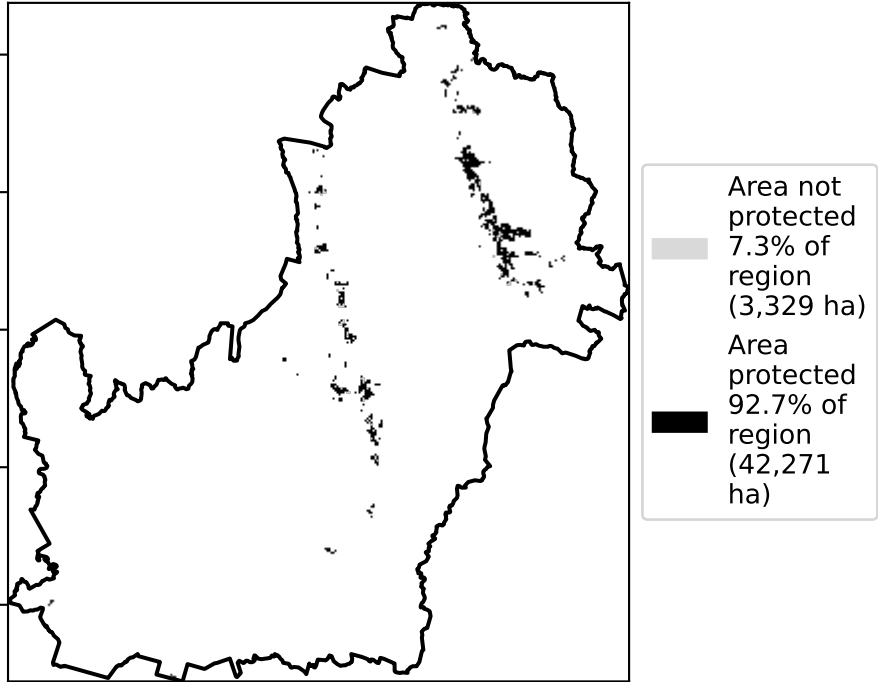 Area not
protected
7.3% of
region
(3,329 ha)
Area
protected
92.7% of
region
(42,271
ha)